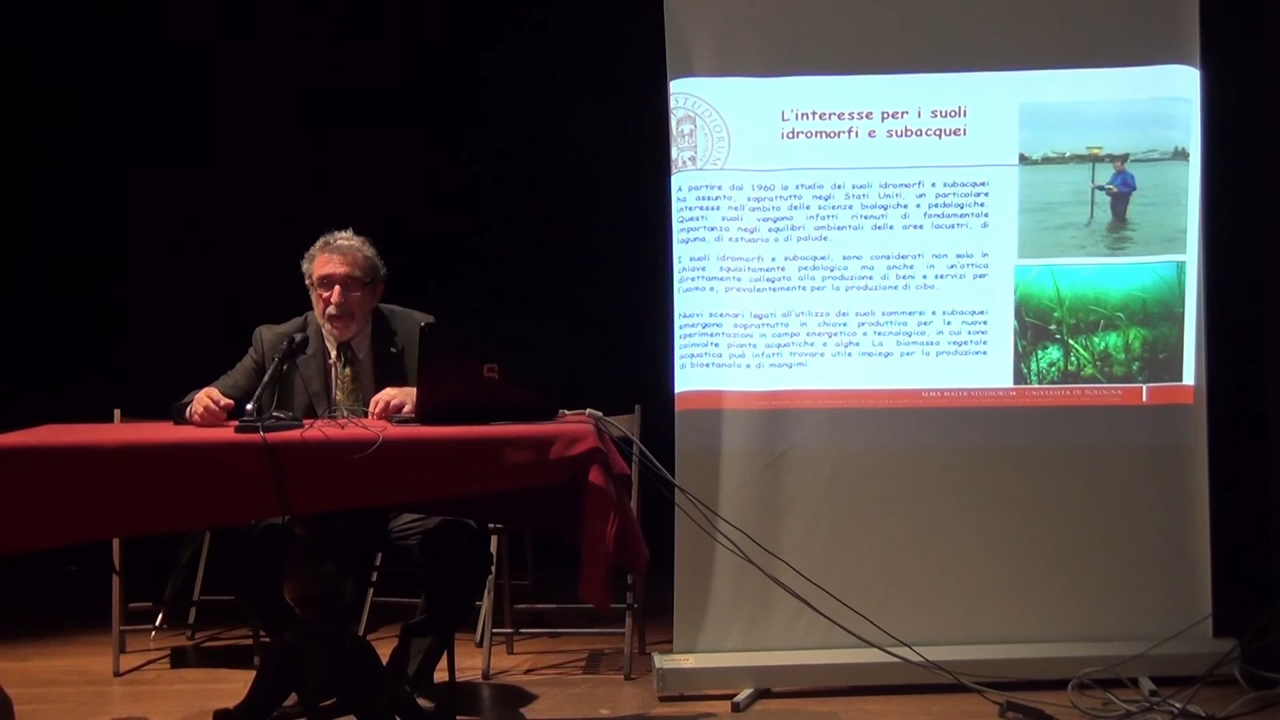 STUDIORUM
L'interesse per i suoli
idromorfi e subacquei
A partire dal 1960 lo studio dei suoli idromorfi e subacquei
ha assunto, soprattutto negli Stati Uniti, un particolare
interesse nell'ambito delle scienze biologiche e pedologiche.
Questi suoli vengono infatti ritenuti di fondamentale
importanza negli equilibri ambientali delle aree lacustri, di
laguna, di estuario o di palude.
I suoli idromorfi e subacquei, sono considerati non solo in
chiave squisitamente pedologica ma anche in un'ottica
direttamente collegata alla produzione di beni e servizi per
l'uomo e, prevalentemente per la produzione di cibo.
Nuovi scenari legati all'utilizzo dei suoli sommersi e subacquei
emergono soprattutto in chiave produttiva per le nuove
sperimentazioni in campo energetico e tecnologico, in cui sono
coinvolte piante acquatiche e alghe. La biomassa vegetale
acquatica può infatti trovare utile impiego per la produzione
di bioetanolo e di mangimi
ALMA MATER STUDIORUM - UNIVERSITÀ DI BOLOGNA